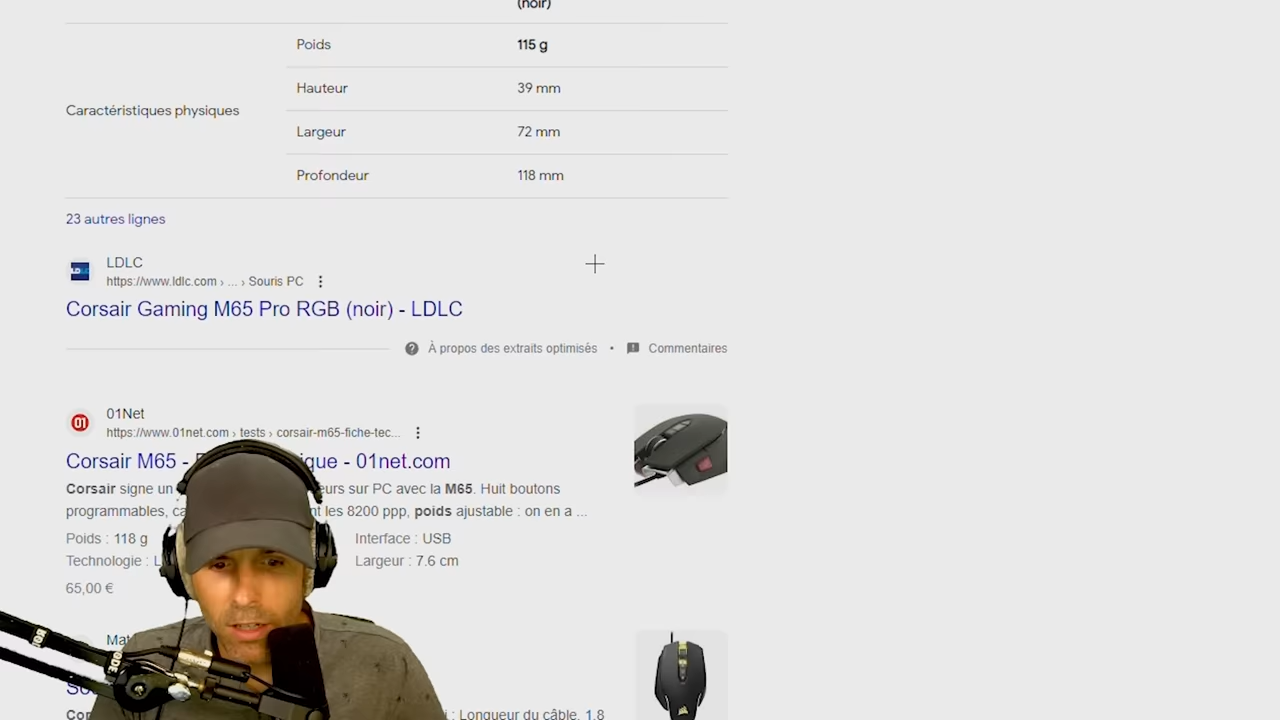 (noir)
Poids 115 g
Hauteur 39 mm
Caractéristiques physiques
Largeur 72 mm
Profondeur 118 mm
23 autres lignes
LDLC
https://www.ldlc.com › ... › Souris PC
Corsair Gaming M65 Pro RGB (noir) - LDLC
À propos des extraits optimisés • Commentaires
01Net
https://www.01net.com › tests › corsair-m65-fiche-tec...
Corsair M65 - que - 01net.com
Corsair signe un eurs sur PC avec la M65. Huit boutons
programmables, nt les 8200 ppp, poids ajustable : on en a ...
Poids : 118 g Interface : USB
Technologie : Largeur : 7.6 cm
65,00 €
Mat
: Longueur du câble, 1.8